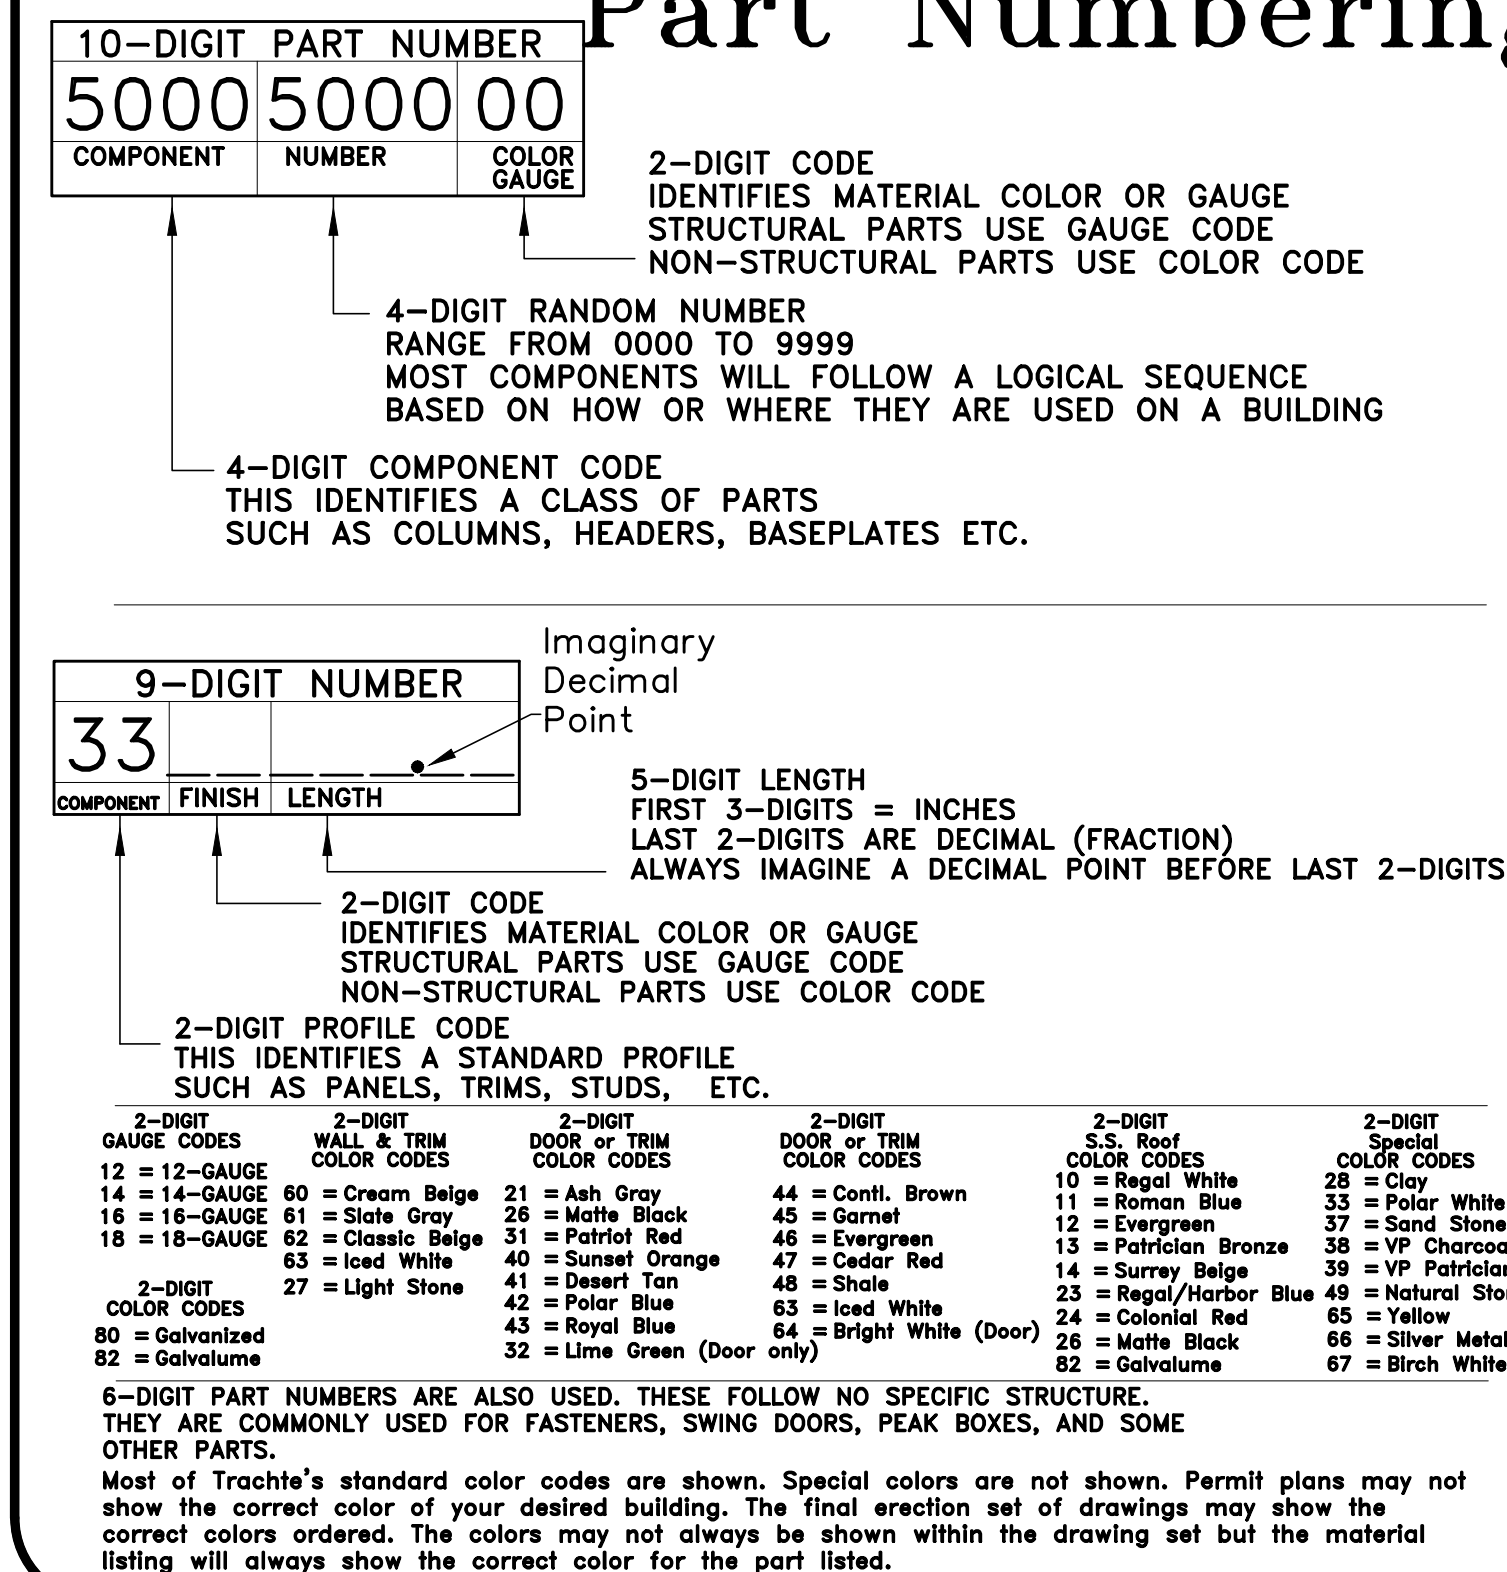 Part Numbering
10-DIGIT PART NUMBER
5000 5000 00
COMPONENT NUMBER COLOR
GAUGE
2-DIGIT CODE
IDENTIFIES MATERIAL COLOR OR GAUGE
STRUCTURAL PARTS USE GAUGE CODE
NON-STRUCTURAL PARTS USE COLOR CODE
4-DIGIT RANDOM NUMBER
RANGE FROM 0000 TO 9999
MOST COMPONENTS WILL FOLLOW A LOGICAL SEQUENCE
BASED ON HOW OR WHERE THEY ARE USED ON A BUILDING
4-DIGIT COMPONENT CODE
THIS IDENTIFIES A CLASS OF PARTS
SUCH AS COLUMNS, HEADERS, BASEPLATES ETC.
Imaginary
Decimal
Point
9-DIGIT NUMBER
33
COMPONENT FINISH LENGTH
5-DIGIT LENGTH
FIRST 3-DIGITS = INCHES
LAST 2-DIGITS ARE DECIMAL (FRACTION)
ALWAYS IMAGINE A DECIMAL POINT BEFORE LAST 2-DIGITS
2-DIGIT CODE
IDENTIFIES MATERIAL COLOR OR GAUGE
STRUCTURAL PARTS USE GAUGE CODE
NON-STRUCTURAL PARTS USE COLOR CODE
2-DIGIT PROFILE CODE
THIS IDENTIFIES A STANDARD PROFILE
SUCH AS PANELS, TRIMS, STUDS, ETC.
2-DIGIT
GAUGE CODES
12 = 12-GAUGE
14 = 14-GAUGE
16 = 16-GAUGE
18 = 18-GAUGE
2-DIGIT
COLOR CODES
80 = Galvanized
82 = Galvalume
2-DIGIT
WALL & TRIM
COLOR CODES
60 = Cream Beige
61 = Slate Gray
62 = Classic Beige
63 = Iced White
27 = Light Stone
2-DIGIT
DOOR or TRIM
COLOR CODES
21 = Ash Gray
26 = Matte Black
31 = Patriot Red
40 = Sunset Orange
41 = Desert Tan
42 = Polar Blue
43 = Royal Blue
32 = Lime Green (Door only)
2-DIGIT
DOOR or TRIM
COLOR CODES
44 = Contl. Brown
45 = Garnet
46 = Evergreen
47 = Cedar Red
48 = Shale
63 = Iced White
64 = Bright White (Door)
2-DIGIT
S.S. Roof
COLOR CODES
10 = Regal White
11 = Roman Blue
12 = Evergreen
13 = Patrician Bronze
14 = Surrey Beige
23 = Regal/Harbor Blue
24 = Colonial Red
26 = Matte Black
82 = Galvalume
2-DIGIT
Special
COLOR CODES
28 = Clay
33 = Polar White
37 = Sand Stone
38 = VP Charcoa
39 = VP Patrician
49 = Natural Sto
65 = Yellow
66 = Silver Metal
67 = Birch White
6-DIGIT PART NUMBERS ARE ALSO USED. THESE FOLLOW NO SPECIFIC STRUCTURE.
THEY ARE COMMONLY USED FOR FASTENERS, SWING DOORS, PEAK BOXES, AND SOME
OTHER PARTS.
Most of Trachte's standard color codes are shown. Special colors are not shown. Permit plans may not
show the correct color of your desired building. The final erection set of drawings may show the
correct colors ordered. The colors may not always be shown within the drawing set but the material
listing will always show the correct color for the part listed.